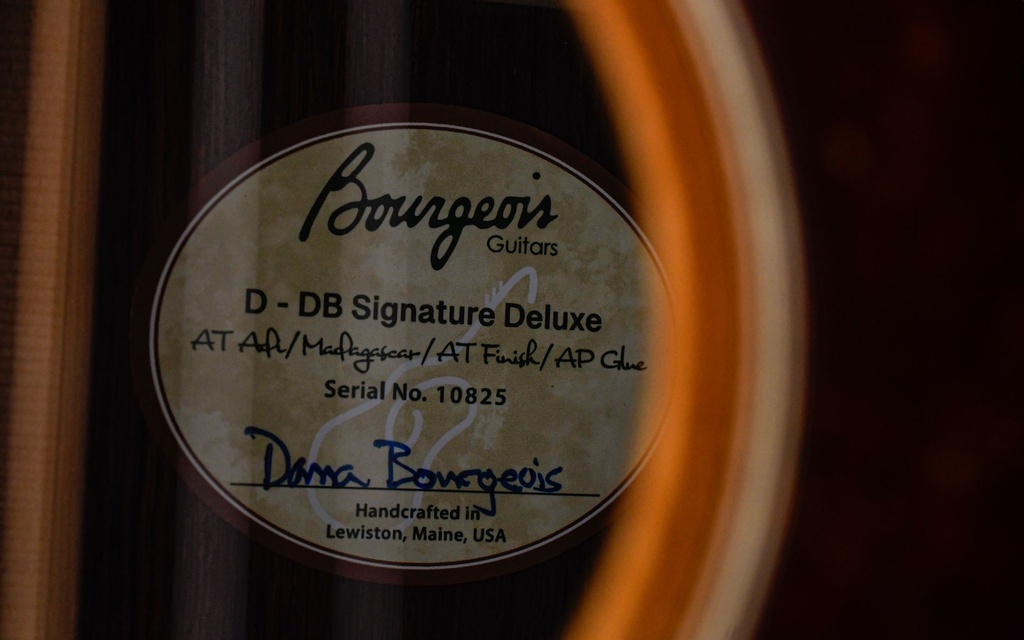 Bourgeois
Guitars
D - DB Signature Deluxe
AT Adi/Madagascar/AT Finish/AP Glue
Serial No. 10825
Dana Bourgeois
Handcrafted in
Lewiston, Maine, USA